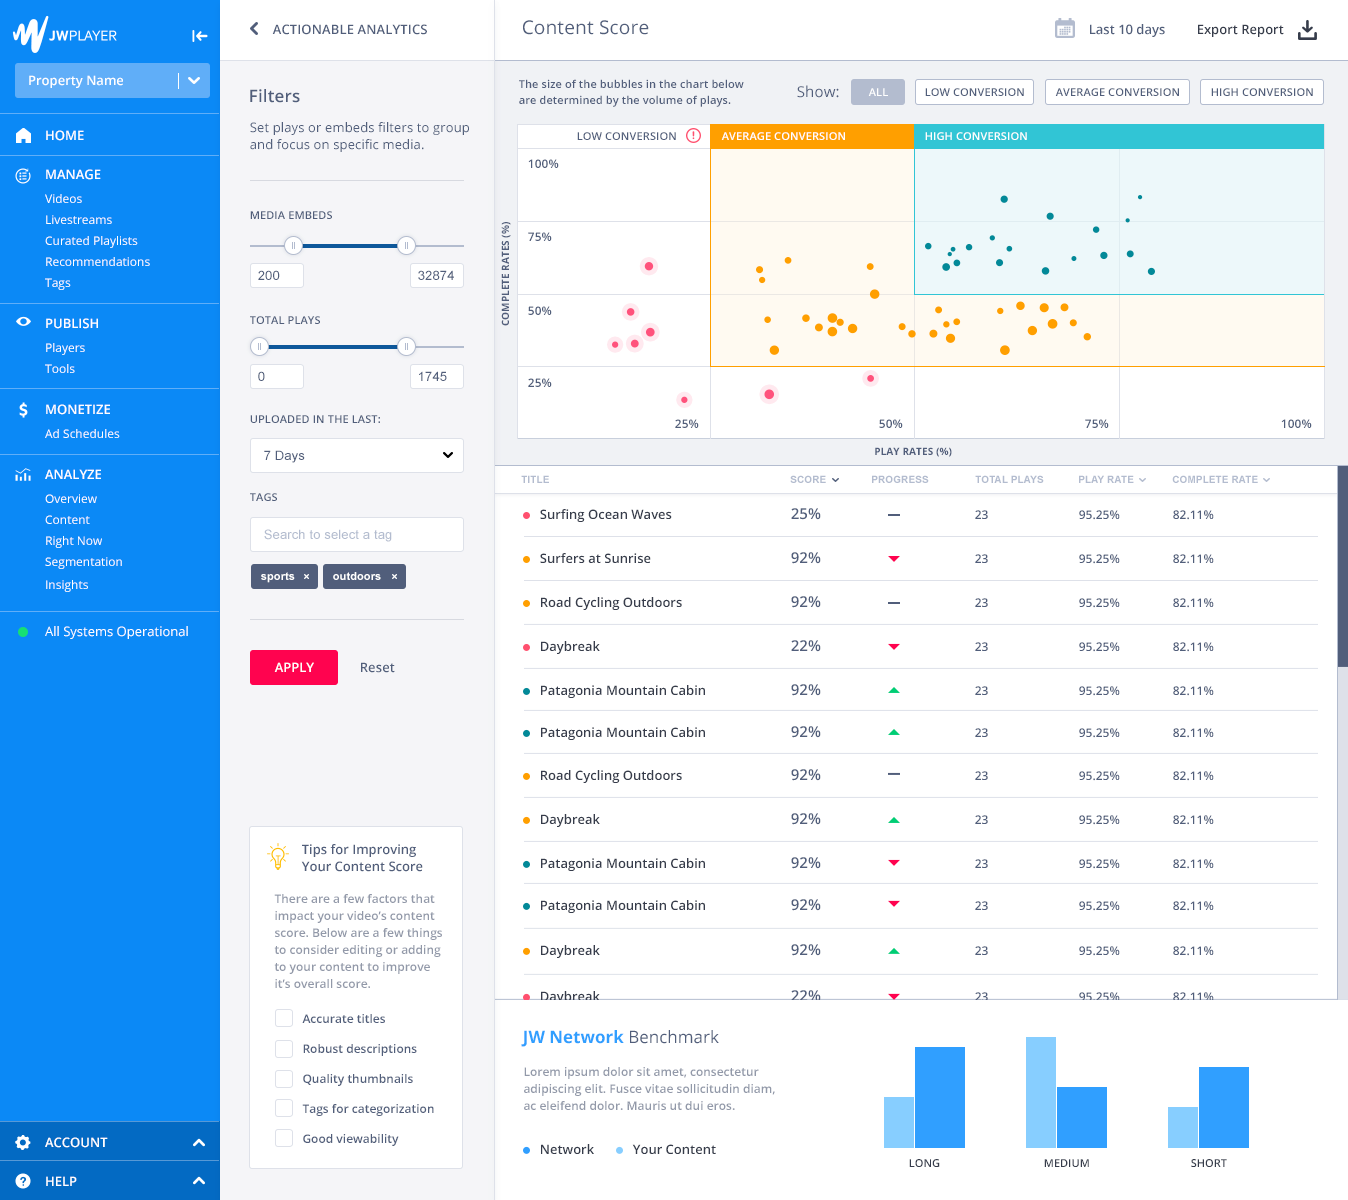 JWPLAYER
Property Name
HOME
MANAGE
Videos
Livestreams
Curated Playlists
Recommendations
Tags
PUBLISH
Players
Tools
MONETIZE
Ad Schedules
ANALYZE
Overview
Content
Right Now
Segmentation
Insights
All Systems Operational
ACCOUNT
HELP
ACTIONABLE ANALYTICS
Filters
Set plays or embeds filters to group
and focus on specific media.
MEDIA EMBEDS
200 32874
TOTAL PLAYS
0 1745
UPLOADED IN THE LAST:
7 Days
TAGS
Search to select a tag
sports × outdoors ×
APPLY Reset
Tips for Improving
Your Content Score
There are a few factors that
impact your video's content
score. Below are a few things
to consider editing or adding
to your content to improve
it's overall score.
Accurate titles
Robust descriptions
Quality thumbnails
Tags for categorization
Good viewability
Content Score Last 10 days Export Report
The size of the bubbles in the chart below
are determined by the volume of plays.
Show: ALL LOW CONVERSION AVERAGE CONVERSION HIGH CONVERSION
LOW CONVERSION AVERAGE CONVERSION HIGH CONVERSION
COMPLETE RATES (%)
100%
75%
50%
25%
25% 50% 75% 100%
PLAY RATES (%)
TITLE SCORE PROGRESS TOTAL PLAYS PLAY RATE COMPLETE RATE
Surfing Ocean Waves 25% 23 95.25% 82.11%
Surfers at Sunrise 92% 23 95.25% 82.11%
Road Cycling Outdoors 92% 23 95.25% 82.11%
Daybreak 22% 23 95.25% 82.11%
Patagonia Mountain Cabin 92% 23 95.25% 82.11%
Patagonia Mountain Cabin 92% 23 95.25% 82.11%
Road Cycling Outdoors 92% 23 95.25% 82.11%
Daybreak 92% 23 95.25% 82.11%
Patagonia Mountain Cabin 92% 23 95.25% 82.11%
Patagonia Mountain Cabin 92% 23 95.25% 82.11%
Daybreak 92% 23 95.25% 82.11%
Daybreak 22% 23 95.25% 82.11%
JW Network Benchmark
Lorem ipsum dolor sit amet, consectetur
adipiscing elit. Fusce vitae sollicitudin diam,
ac eleifend dolor. Mauris ut dui eros.
Network Your Content
LONG MEDIUM SHORT